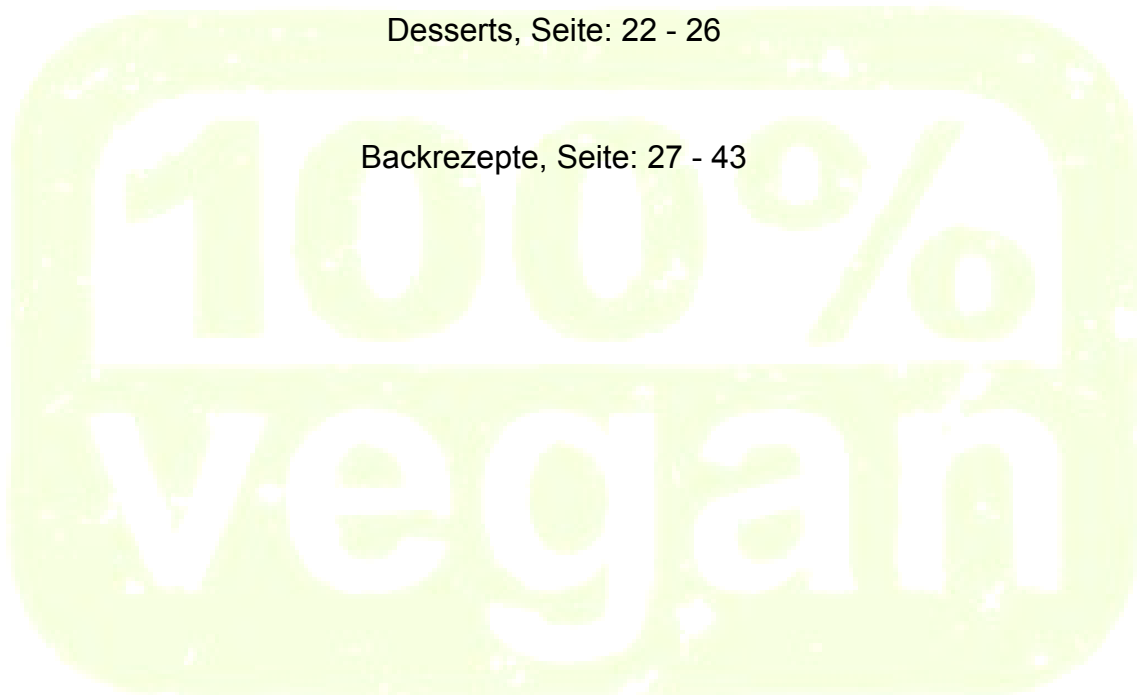 Desserts, Seite: 22 - 26
Backrezepte, Seite: 27 - 43
100%
vegan